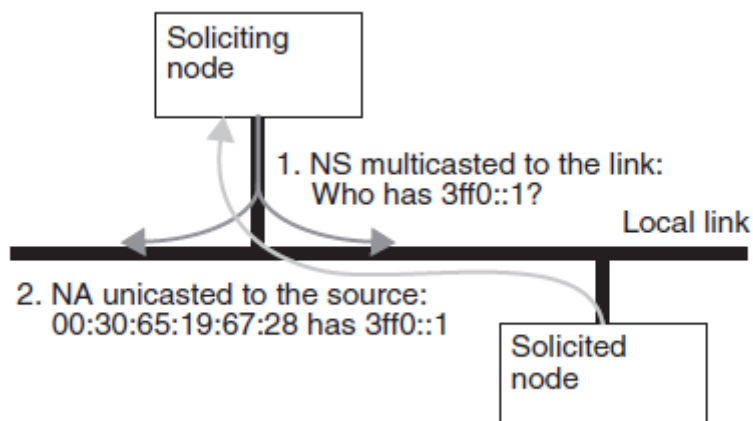 Soliciting
node
1. NS multicasted to the link:
Who has 3ff0::1?
Local link
2. NA unicasted to the source:
00:30:65:19:67:28 has 3ff0::1
Solicited
node